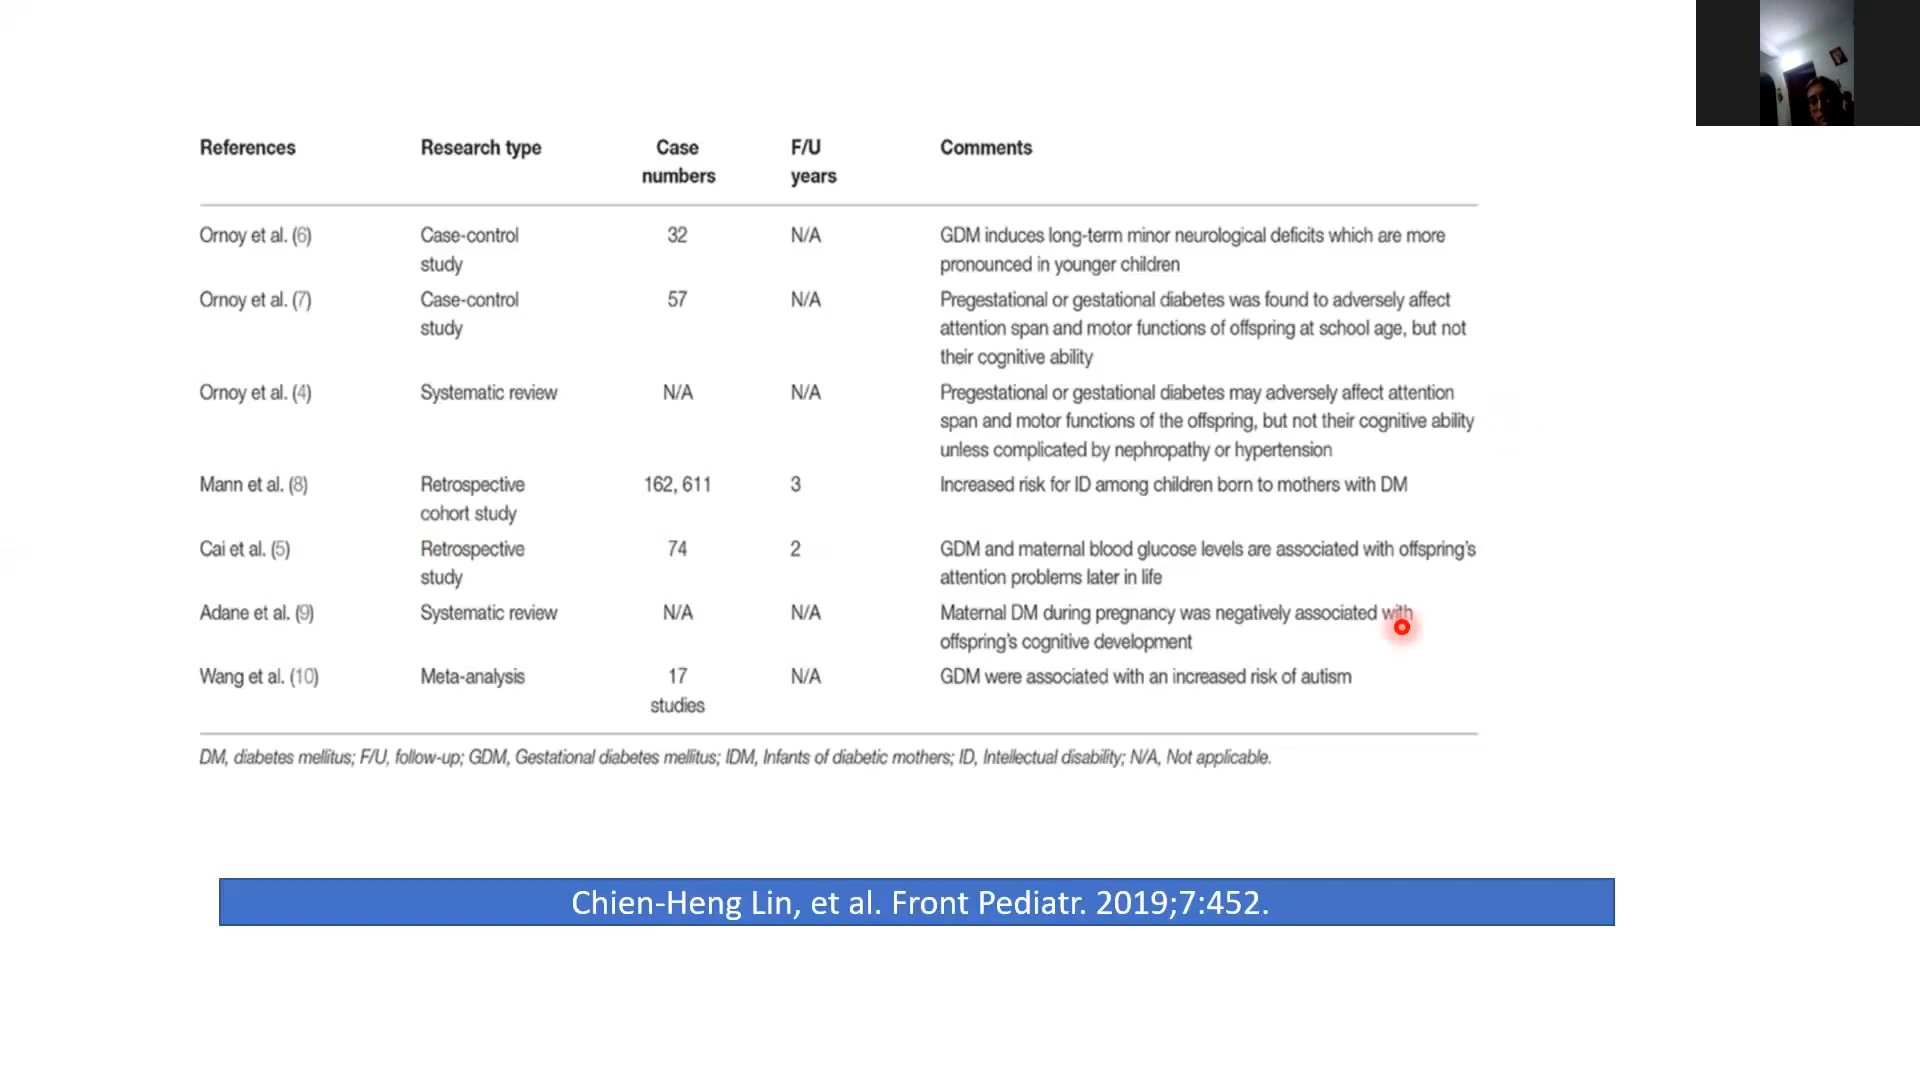 References Research type Case F/U Comments
numbers years
Ornoy et al. (6) Case-control 32 N/A GDM induces long-term minor neurological deficits which are more
study pronounced in younger children
Ornoy et al. (7) Case-control 57 N/A Pregestational or gestational diabetes was found to adversely affect
study attention span and motor functions of offspring at school age, but not
their cognitive ability
Ornoy et al. (4) Systematic review N/A N/A Pregestational or gestational diabetes may adversely affect attention
span and motor functions of the offspring, but not their cognitive ability
unless complicated by nephropathy or hypertension
Mann et al. (8) Retrospective 162, 611 3 Increased risk for ID among children born to mothers with DM
cohort study
Cai et al. (5) Retrospective 74 2 GDM and maternal blood glucose levels are associated with offspring's
study attention problems later in life
Adane et al. (9) Systematic review N/A N/A Maternal DM during pregnancy was negatively associated with
offspring's cognitive development
Wang et al. (10) Meta-analysis 17 N/A GDM were associated with an increased risk of autism
studies
DM, diabetes mellitus; F/U, follow-up; GDM, Gestational diabetes mellitus; IDM, Infants of diabetic mothers; ID, Intellectual disability; N/A, Not applicable.
Chien-Heng Lin, et al. Front Pediatr. 2019;7:452.